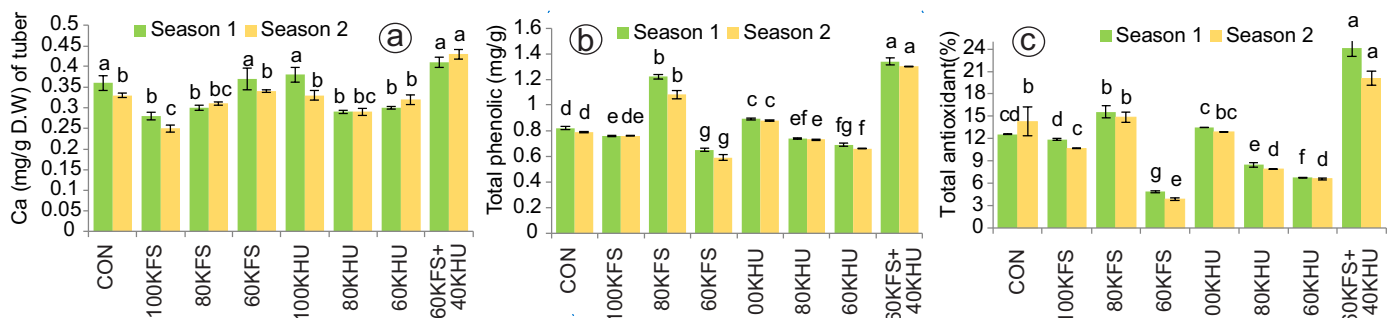 Ca (mg/g D.W) of tuber
0.5
0.45
0.4
0.35
0.3
0.25
0.2
0.15
0.1
0.05
0
Season 1 Season 2
a
a b
b c
b bc
a b
a b
b bc
b b
a a
CON
100KFS
80KFS
60KFS
100KHU
80KHU
60KHU
60KFS+
40KHU
Total phenolic (mg/g)
1.6
1.4
1.2
1
0.8
0.6
0.4
0.2
0
Season 1 Season 2
b
d d
e de
b b
g g
c c
ef e
fg f
a a
CON
100KFS
80KFS
60KFS
00KHU
80KHU
60KHU
60KFS+
40KHU
Total antioxidant(%)
24
21
18
15
12
9
6
3
0
Season 1 Season 2
c
cd b
d c
b b
g e
c bc
e d
f d
a a
CON
100KFS
80KFS
60KFS
00KHU
80KHU
60KHU
60KFS+
40KHU